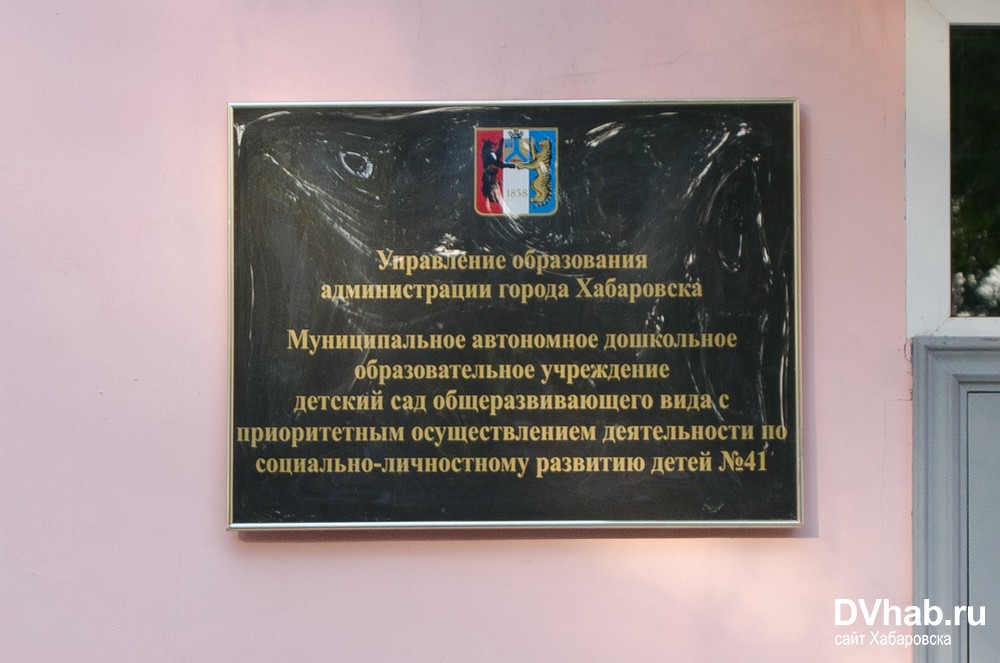 1858
Управление образования
администрации города Хабаровска
Муниципальное автономное дошкольное
образовательное учреждение
детский сад общеразвивающего вида с
приоритетным осуществлением деятельности по
социально-личностному развитию детей №41
DVhab.ru
сайт Хабаровска